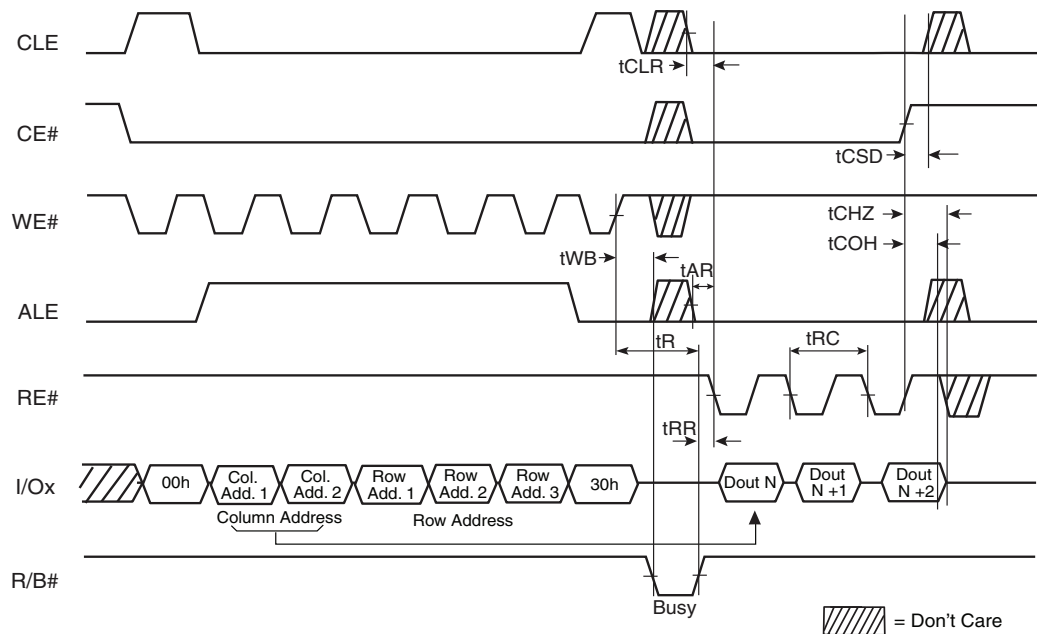 CLE
tCLR
CE#
tCSD
WE#
tCHZ
tCOH
tWB
tAR
ALE
tR
tRC
RE#
tRR
I/Ox
00h
Col.
Add. 1
Col.
Add. 2
Row
Add. 1
Row
Add. 2
Row
Add. 3
30h
Dout N
Dout
N +1
Dout
N +2
Column Address
Row Address
R/B#
Busy
= Don't Care